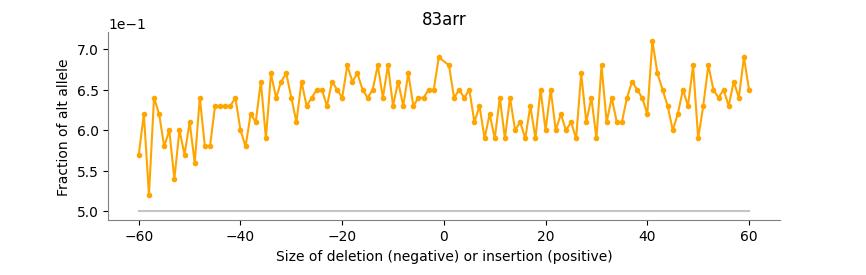 83arr
1e−1
7.0
6.5
6.0
5.5
5.0
Fraction of alt allele
−60 −40 −20 0 20 40 60
Size of deletion (negative) or insertion (positive)